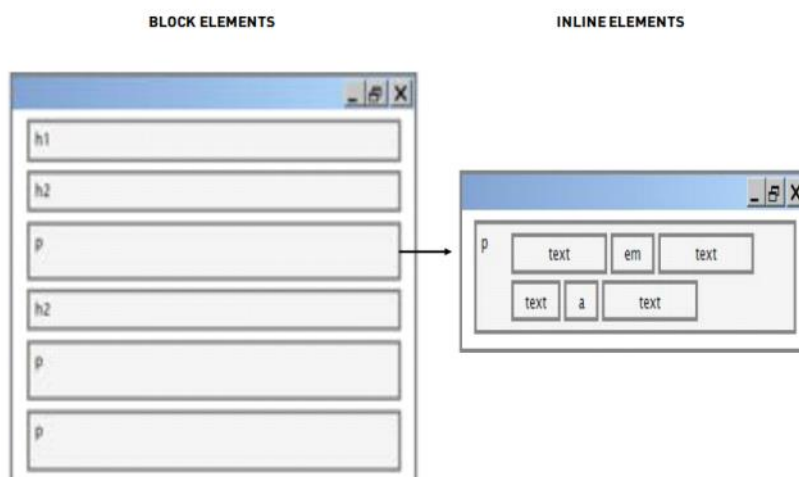 BLOCK ELEMENTS
INLINE ELEMENTS
h1
h2
p
h2
p
p
p
text em text
text a text